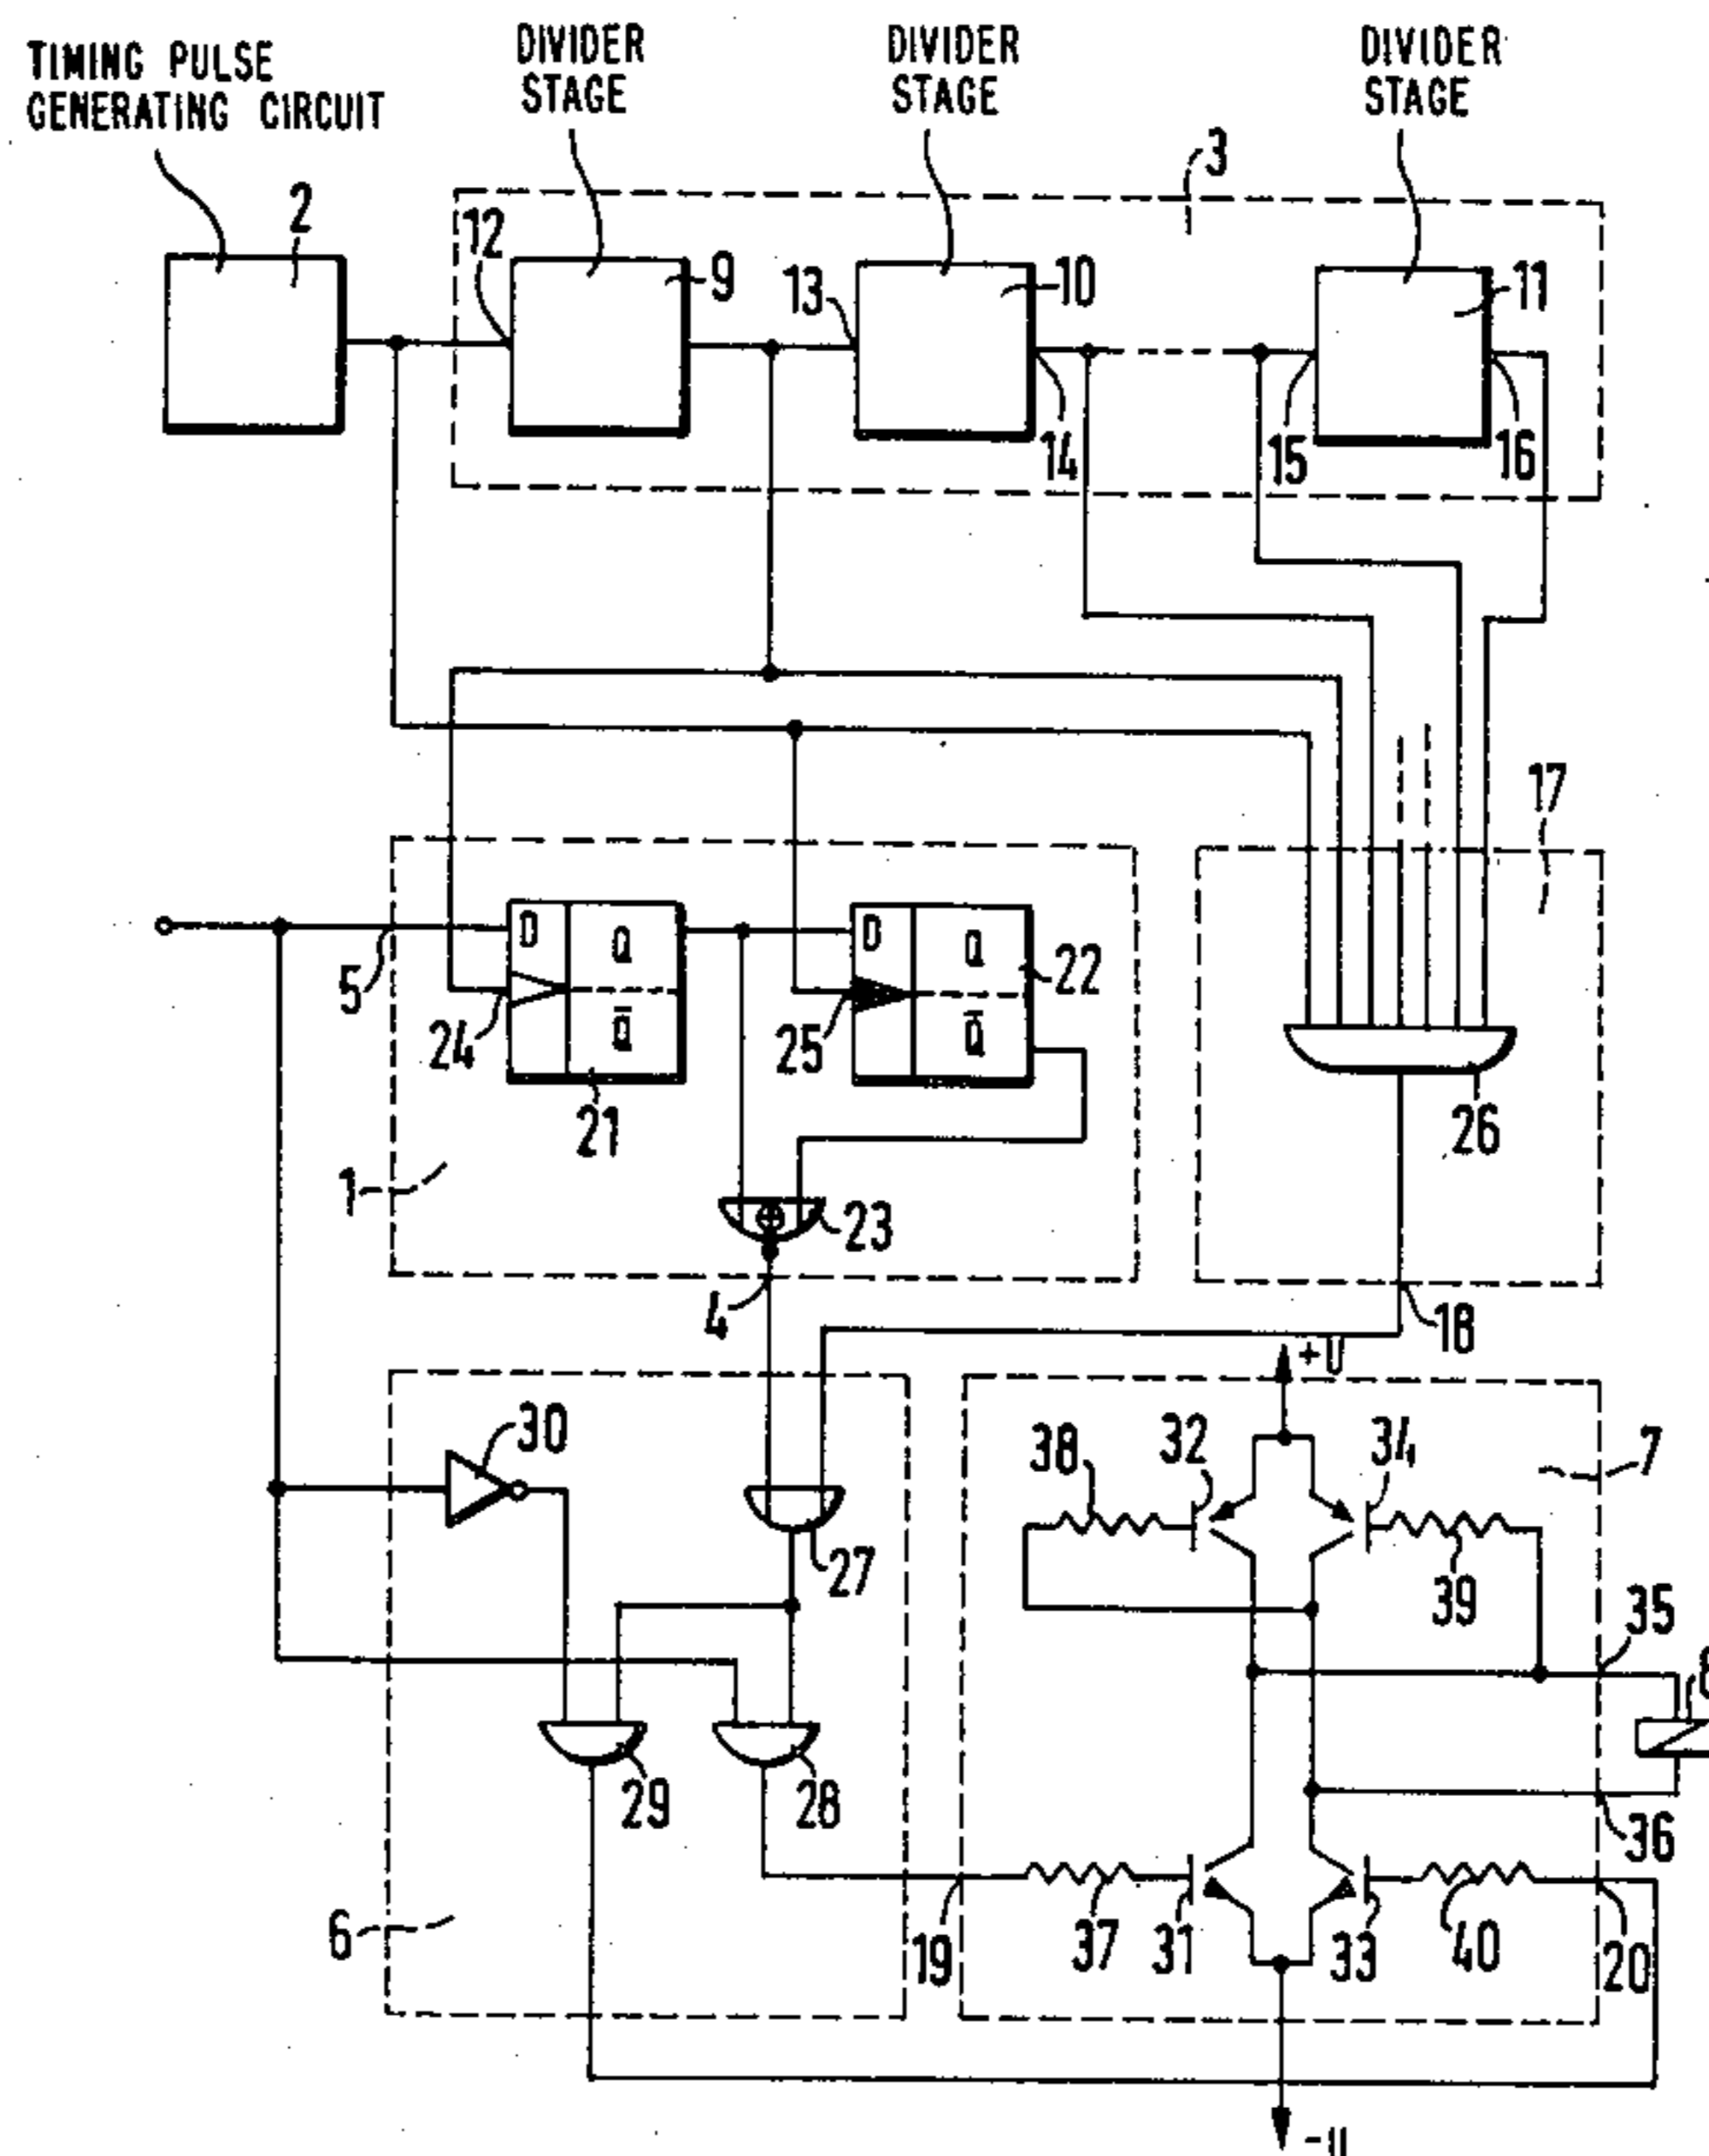 TIMING PULSE
GENERATING CIRCUIT
DIVIDER
STAGE
DIVIDER
STAGE
DIVIDER
STAGE
3
2
12
9
13
10
11
14
15
16
17
5
D
Q
Q̅
24
21
D
Q
Q̅
22
25
26
1
23
4
18
+U
30
38
32
34
7
27
39
35
8
29
28
36
6
19
37
31
33
40
20
-U